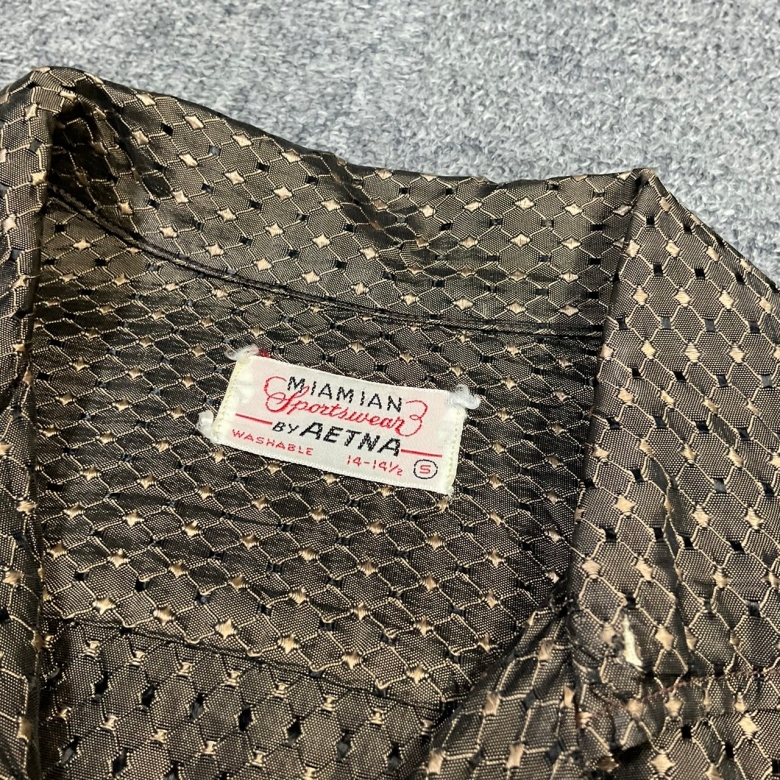 MIAMIAN
Sportswear
BY AETNA
WASHABLE 14-14½ S